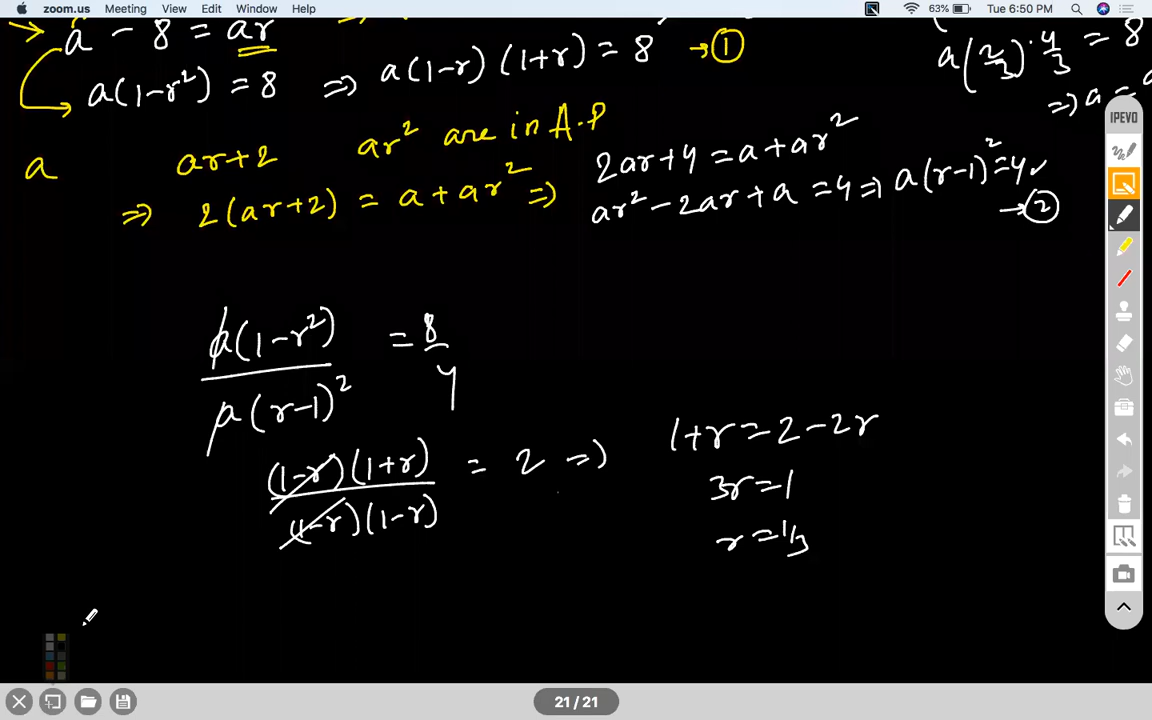 zoom.us Meeting View Edit Window Help 63% Tue 6:50 PM
a - 8 = ar
a(1-r²) = 8 ⇒ a(1-r)(1+r) = 8 → ①
a(2/3) · 4/3 = 8
⇒ a =
IPEVO
a ar+2 ar² are in A.P
⇒ 2(ar+2) = a + ar² ⇒
2ar+4 = a + ar²
ar² - 2ar + a = 4 ⇒ a(r-1)² = 4 ✓
→ ②
a(1-r²) / a(r-1)² = 8/4
(1-r)(1+r) / (1-r)(1-r) = 2 ⇒
1+r = 2-2r
3r = 1
r = 1/3
21 / 21